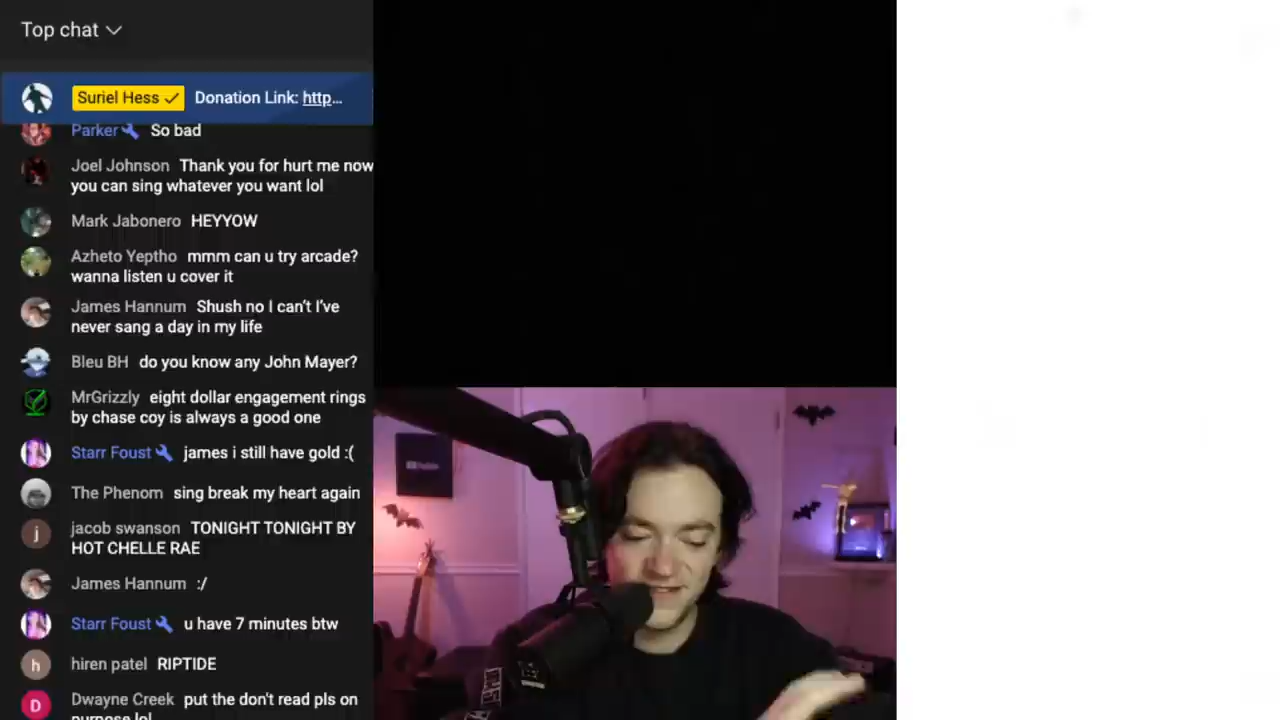 Top chat
Suriel Hess Donation Link: http...
Parker So bad
Joel Johnson Thank you for hurt me now
you can sing whatever you want lol
Mark Jabonero HEYYOW
Azheto Yeptho mmm can u try arcade?
wanna listen u cover it
James Hannum Shush no I can't I've
never sang a day in my life
Bleu BH do you know any John Mayer?
MrGrizzly eight dollar engagement rings
by chase coy is always a good one
Starr Foust james i still have gold :(
The Phenom sing break my heart again
j
jacob swanson TONIGHT TONIGHT BY
HOT CHELLE RAE
James Hannum :/
Starr Foust u have 7 minutes btw
h
hiren patel RIPTIDE
D
Dwayne Creek put the don't read pls on
purpose lol